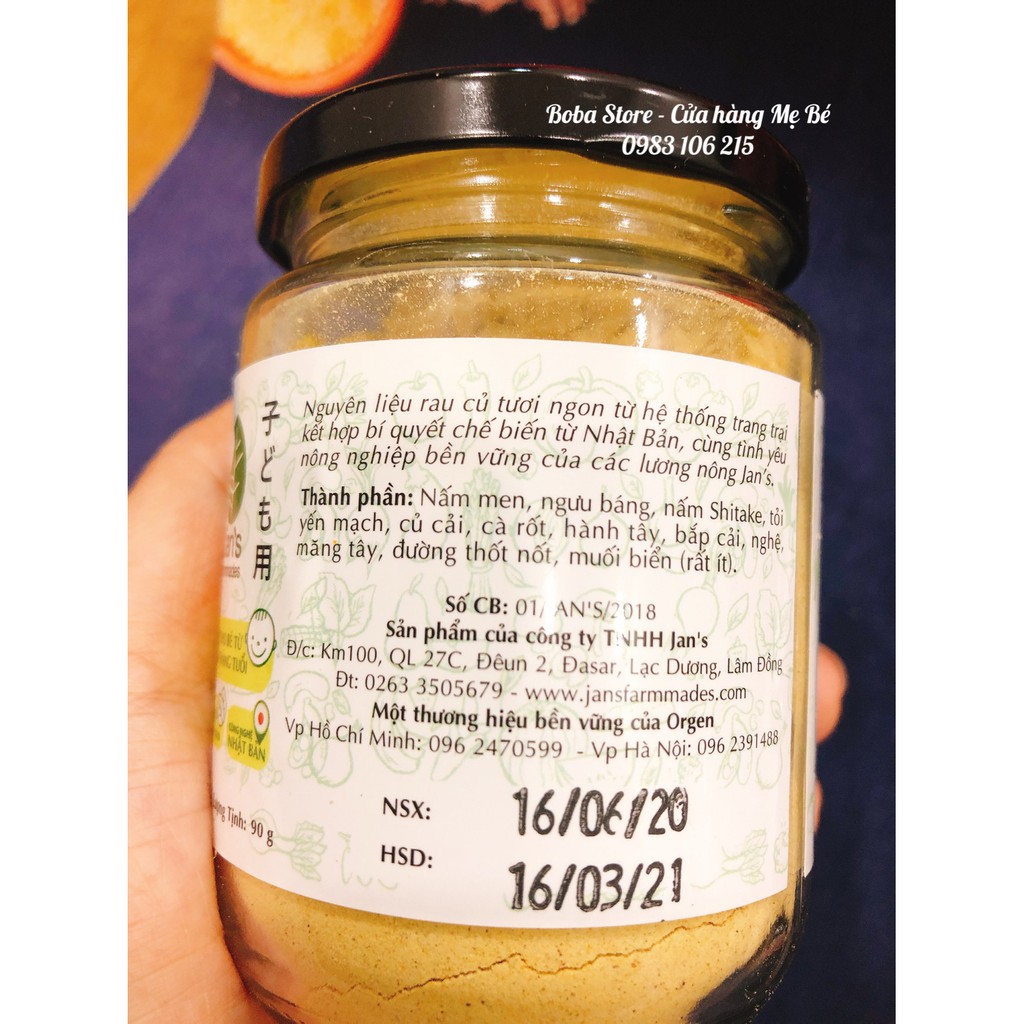 Boba Store - Cửa hàng Mẹ Bé
0983 106 215
子ども用
Nguyên liệu rau củ tươi ngon từ hệ thống trang trại
kết hợp bí quyết chế biến từ Nhật Bản, cùng tình yêu
nông nghiệp bền vững của các lương nông Jan's.
Thành phần: Nấm men, ngưu báng, nấm Shitake, tỏi
yến mạch, củ cải, cà rốt, hành tây, bắp cải, nghệ,
măng tây, đường thốt nốt, muối biển (rất ít).
Số CB: 01/ AN'S/2018
Sản phẩm của công ty TNHH Jan's
Đ/c: Km100, QL 27C, Đêun 2, Đasar, Lạc Dương, Lâm Đồng
Đt: 0263 3505679 - www.jansfarmmades.com
Một thương hiệu bền vững của Orgen
Vp Hồ Chí Minh: 096 2470599 - Vp Hà Nội: 096 2391488
BÉ TỪ
TUỔI
CÔNG NGHỆ
NHẬT BẢN
Tịnh: 90 g
NSX: 16/06/20
HSD: 16/03/21